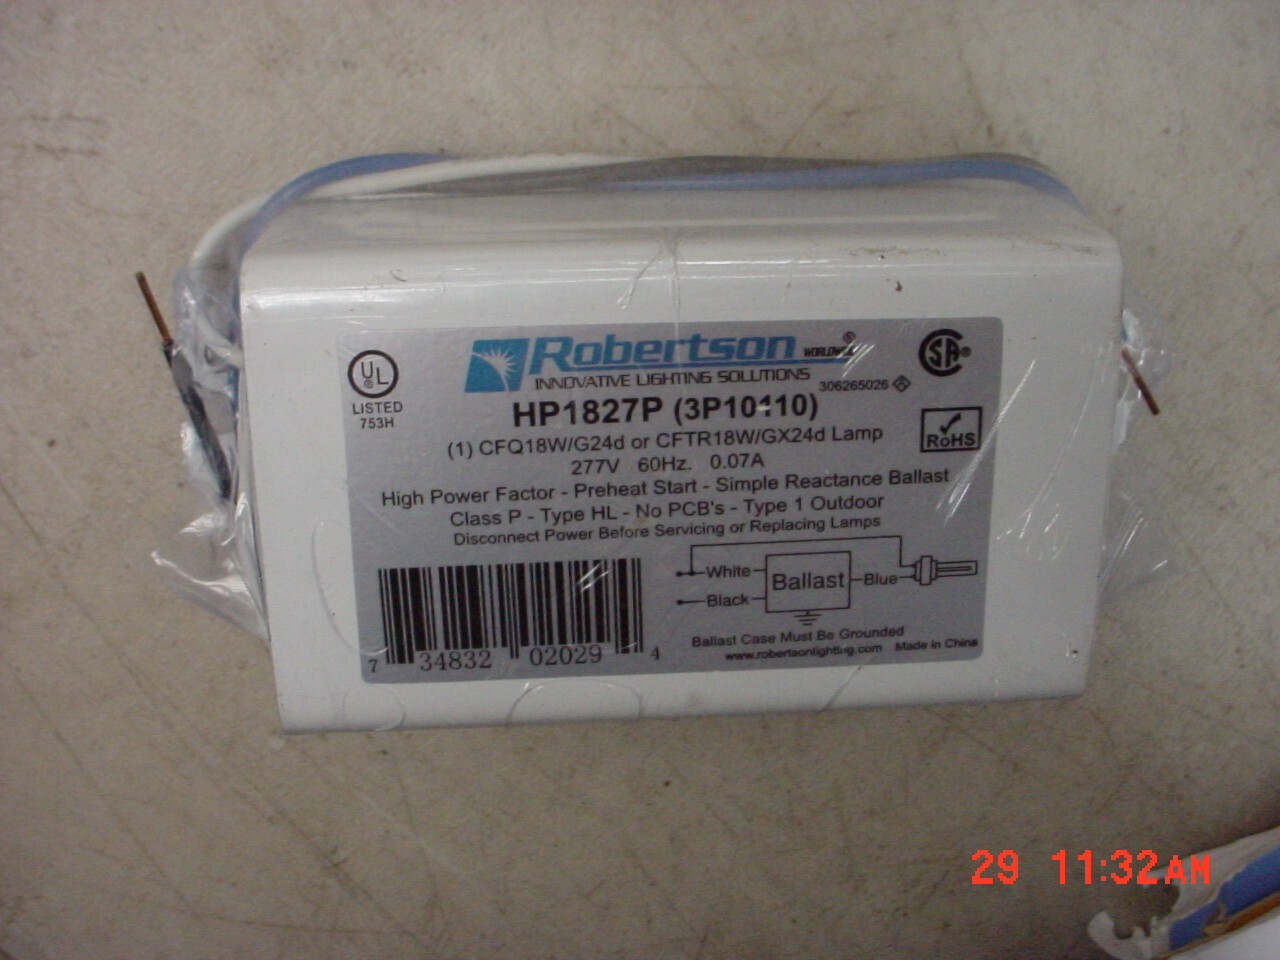 UL
®
LISTED
753H
Robertson WORLDWIDE®
INNOVATIVE LIGHTING SOLUTIONS
306265026
SA®
HP1827P (3P10110)
RoHS
(1) CFQ18W/G24d or CFTR18W/GX24d Lamp
277V 60Hz. 0.07A
High Power Factor - Preheat Start - Simple Reactance Ballast
Class P - Type HL - No PCB's - Type 1 Outdoor
Disconnect Power Before Servicing or Replacing Lamps
White
Ballast
Blue
Black
Ballast Case Must Be Grounded
www.robertsonlighting.com Made in China
7 34832 02029 4
29 11:32AM